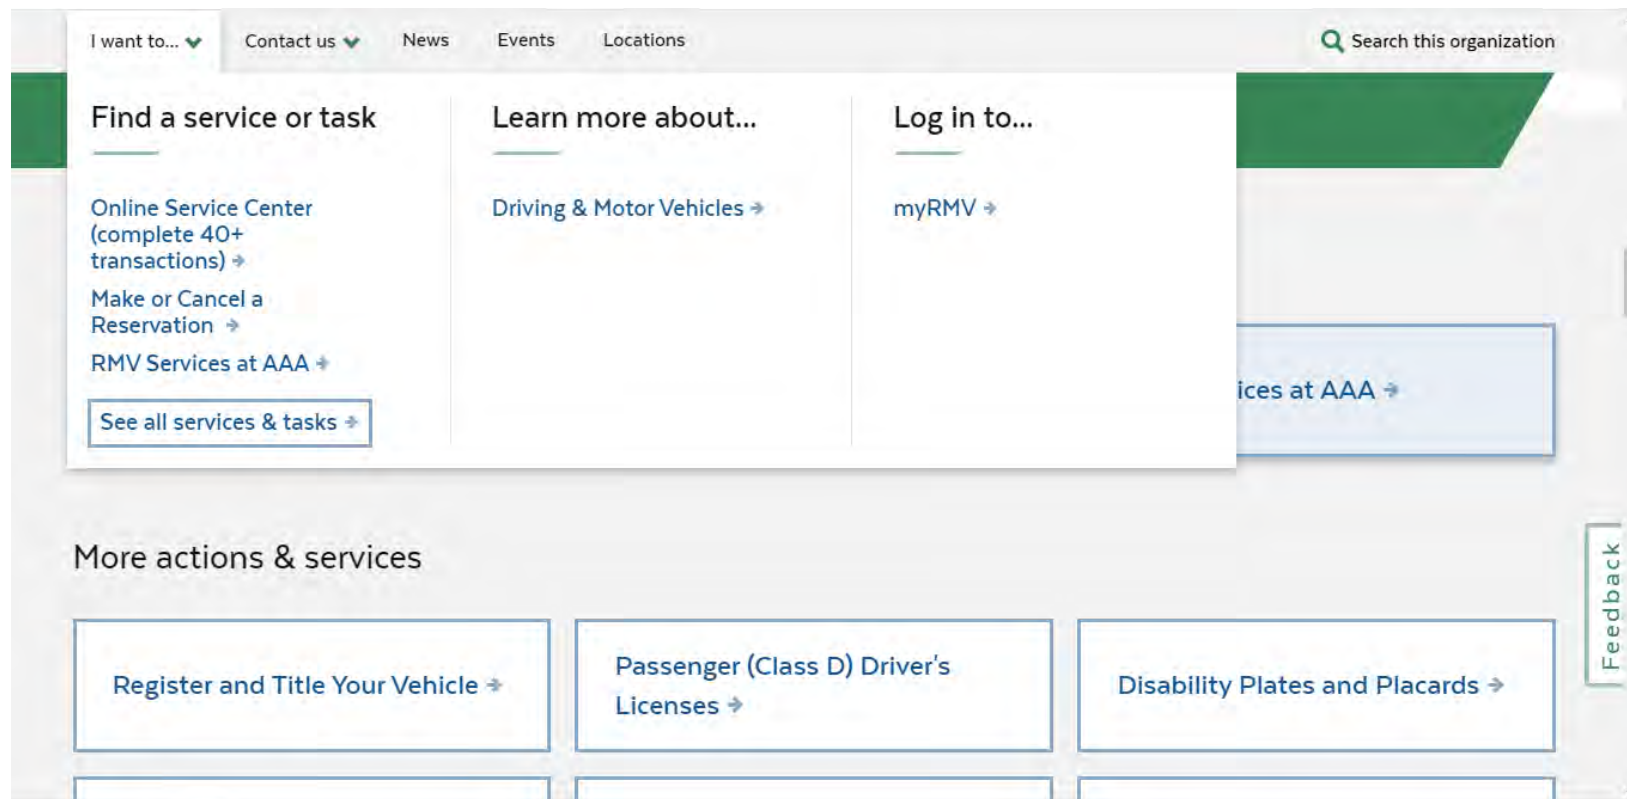 I want to...
Contact us
News
Events
Locations
Search this organization
Find a service or task
Learn more about...
Log in to...
Online Service Center
(complete 40+
transactions)
Make or Cancel a
Reservation
RMV Services at AAA
See all services & tasks
Driving & Motor Vehicles
myRMV
ices at AAA
More actions & services
Register and Title Your Vehicle
Passenger (Class D) Driver's
Licenses
Disability Plates and Placards
Feedback